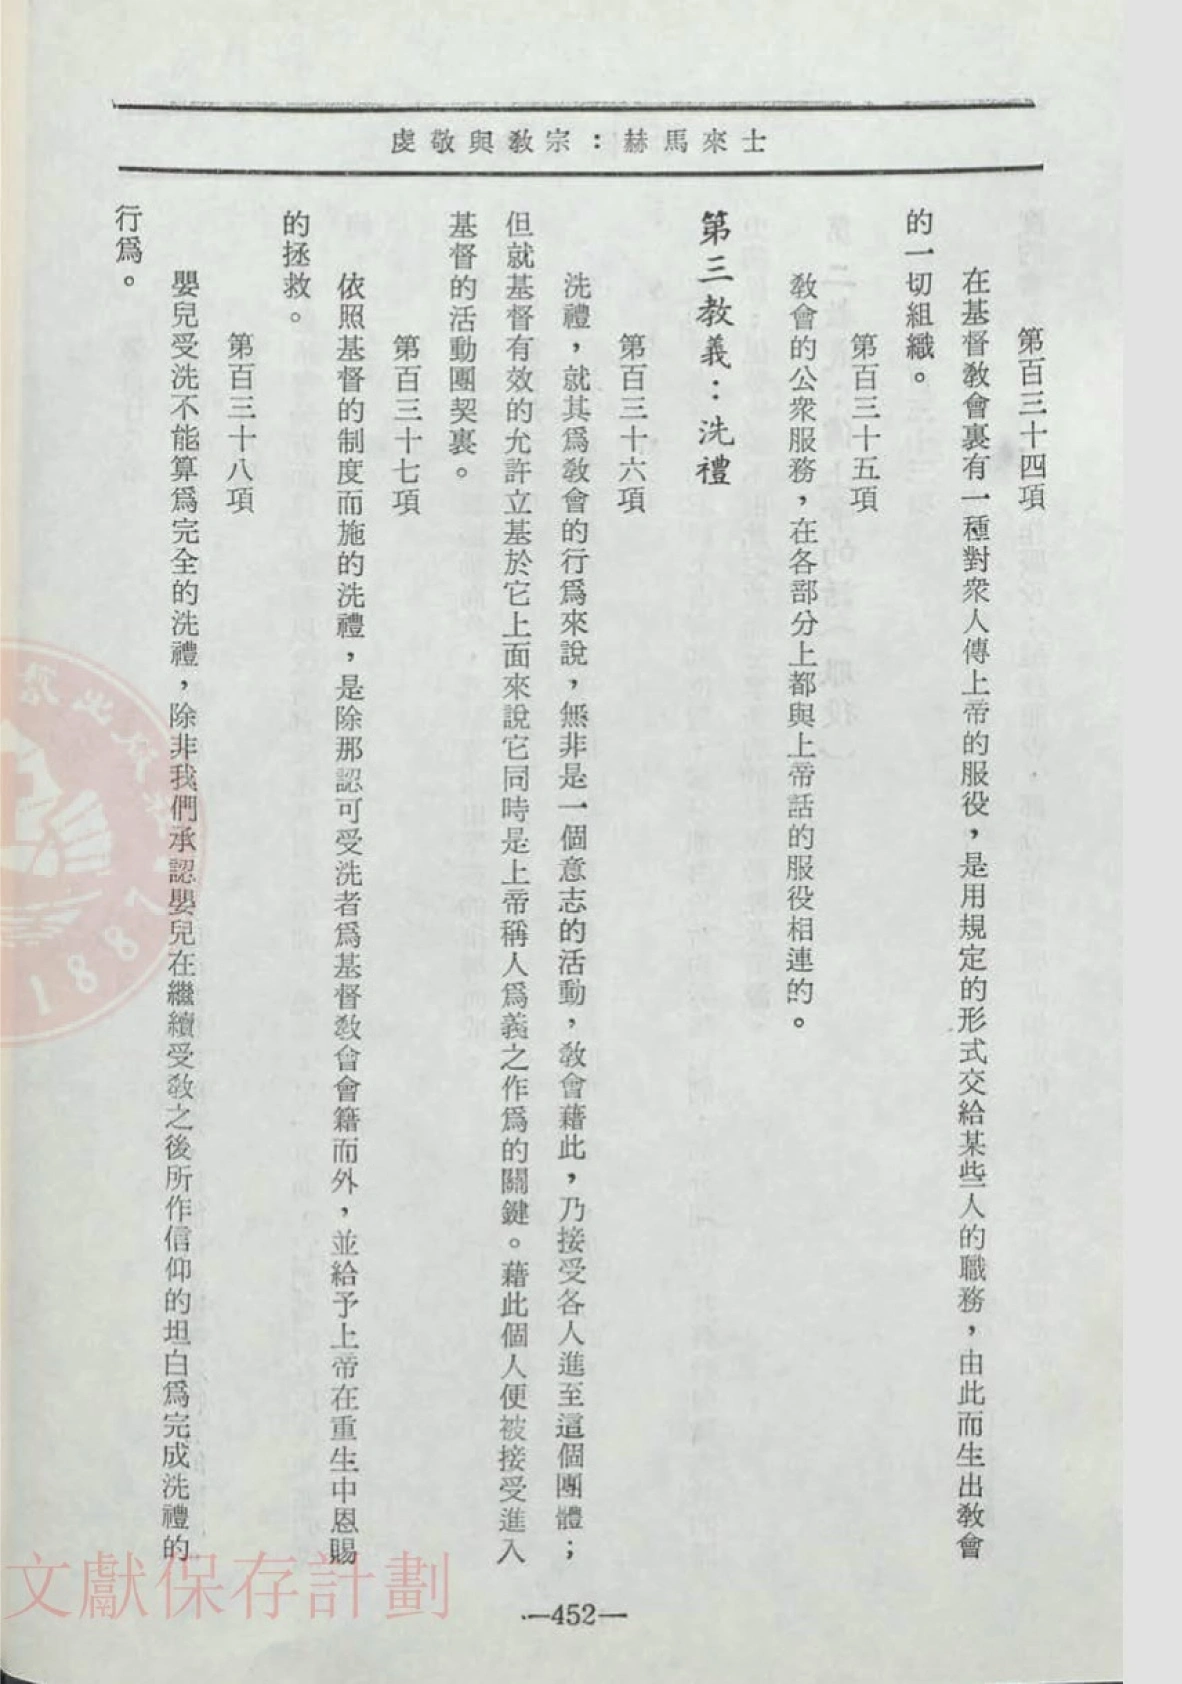 士來馬赫：宗教與敬虔
第百三十四項
在基督教會裏有一種對衆人傳上帝的服役，是用規定的形式交給某些人的職務，由此而生出教會
的一切組織。
第百三十五項
教會的公衆服務，在各部分上都與上帝話的服役相連的。
第三教義：洗禮
第百三十六項
洗禮，就其爲教會的行爲來說，無非是一個意志的活動，教會藉此，乃接受各人進至這個團體；
但就基督有效的允許立基於它上面來說它同時是上帝稱人爲義之作爲的關鍵。藉此個人便被接受進入
基督的活動團契裏。
第百三十七項
依照基督的制度而施的洗禮，是除那認可受洗者爲基督教會會籍而外，並給予上帝在重生中恩賜
的拯救。
第百三十八項
嬰兒受洗不能算爲完全的洗禮，除非我們承認嬰兒在繼續受教之後所作信仰的坦白爲完成洗禮的
行爲。
—452—
文獻保存計劃
188